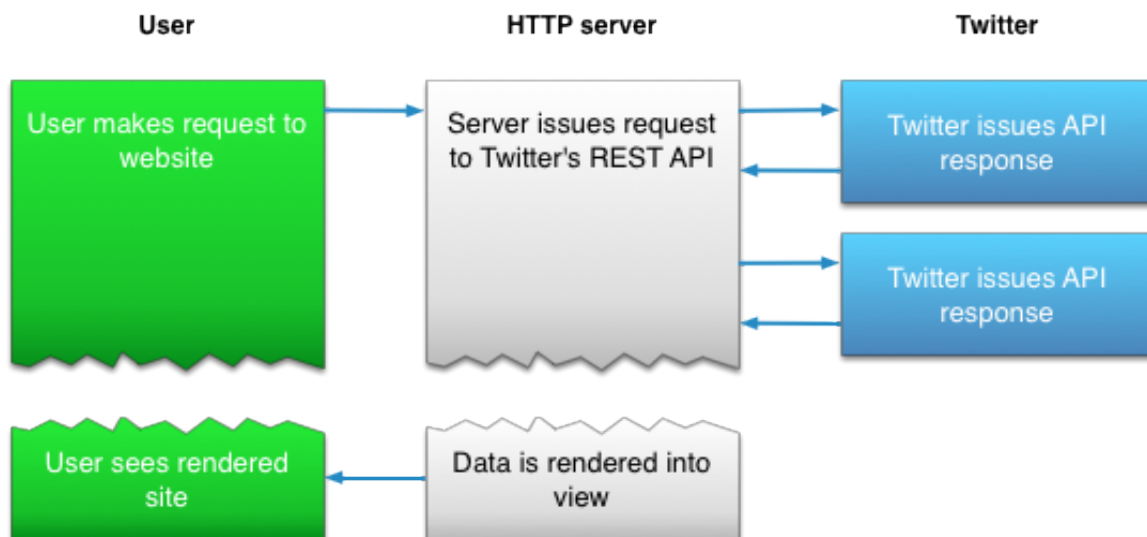 User
HTTP server
Twitter
User makes request to
website
Server issues request
to Twitter's REST API
Twitter issues API
response
Twitter issues API
response
User sees rendered
site
Data is rendered into
view